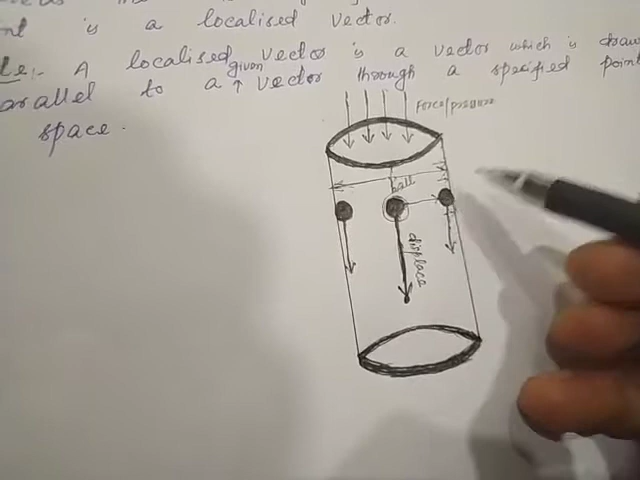 is a localised vector.
:- A localised vector is a vector which is
given
parallel to a ↑ vector through a specified point
space.
Force/pressure
ball
displace